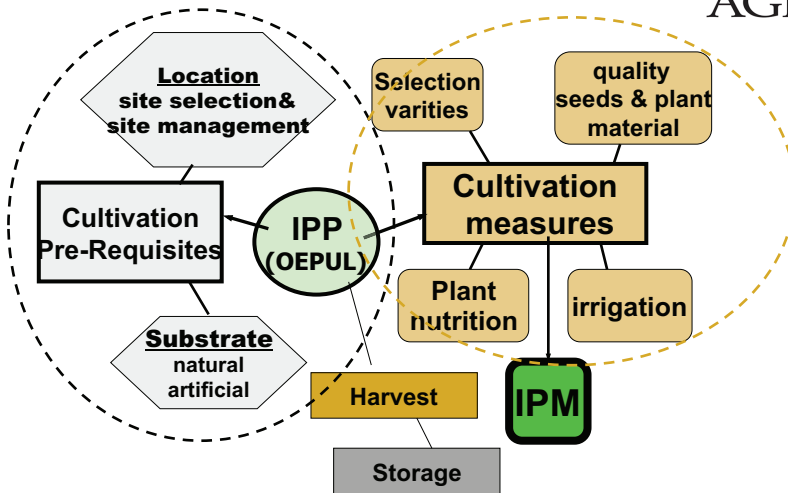 AGE
Location
site selection&
site management
Selection
varities
quality
seeds & plant
material
Cultivation
Pre-Requisites
IPP
(OEPUL)
Cultivation
measures
Substrate
natural
artificial
Plant
nutrition
irrigation
Harvest
IPM
Storage